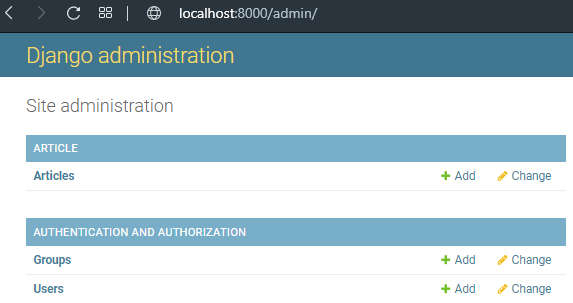 localhost:8000/admin/
Django administration
Site administration
ARTICLE
Articles Add Change
AUTHENTICATION AND AUTHORIZATION
Groups Add Change
Users Add Change